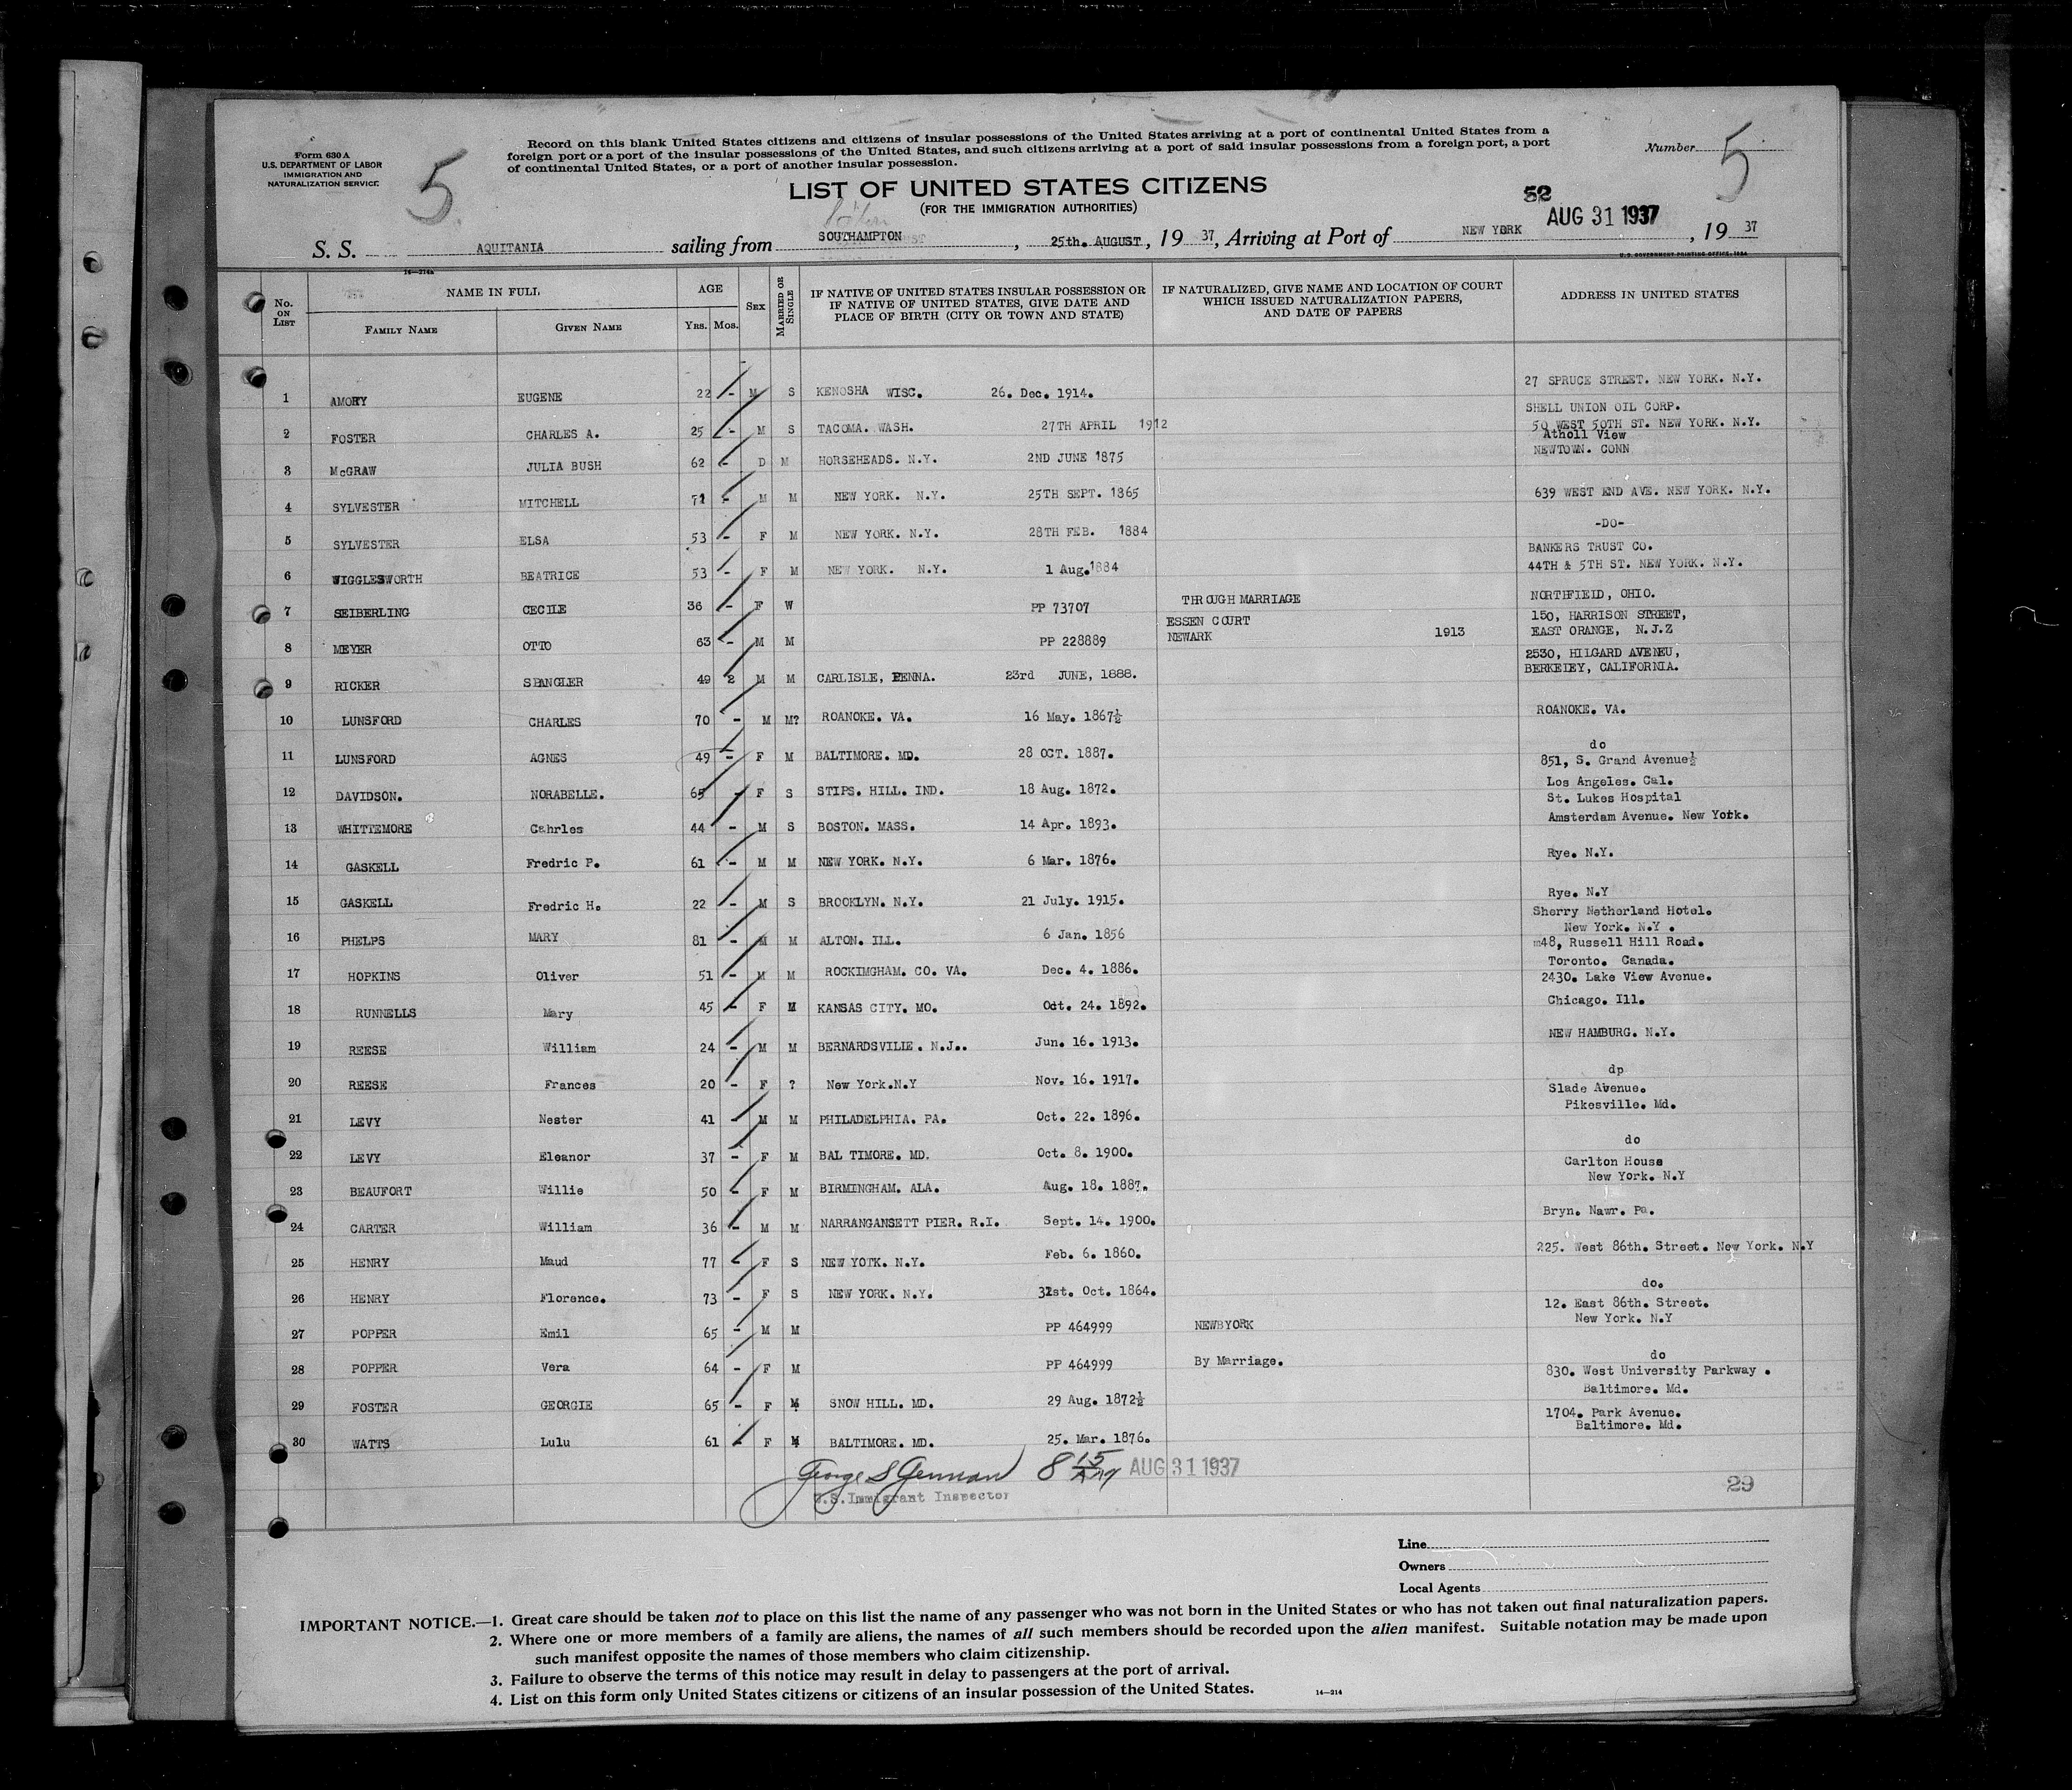 Form 630 A
U.S. DEPARTMENT OF LABOR
IMMIGRATION AND
NATURALIZATION SERVICE
5
Record on this blank United States citizens and citizens of insular possessions of the United States arriving at a port of continental United States from a
foreign port or a port of the insular possessions of the United States, and such citizens arriving at a port of said insular possessions from a foreign port, a port
of continental United States, or a port of another insular possession.
Number 5
LIST OF UNITED STATES CITIZENS
(FOR THE IMMIGRATION AUTHORITIES)
52
AUG 31 1937
S. S. AQUITANIA sailing from SOUTHAMPTON, 25th. AUGUST, 19 37, Arriving at Port of NEW YORK, 19 37
16—214a
U.S. GOVERNMENT PRINTING OFFICE, 1934
No. ON LIST
NAME IN FULL
FAMILY NAME
GIVEN NAME
AGE
YRS. MOS.
SEX
MARRIED OR SINGLE
IF NATIVE OF UNITED STATES INSULAR POSSESSION OR
IF NATIVE OF UNITED STATES, GIVE DATE AND
PLACE OF BIRTH (CITY OR TOWN AND STATE)
IF NATURALIZED, GIVE NAME AND LOCATION OF COURT
WHICH ISSUED NATURALIZATION PAPERS,
AND DATE OF PAPERS
ADDRESS IN UNITED STATES
1 AMORY EUGENE 22 - M S KENOSHA WISC. 26. Dec. 1914. 27 SPRUCE STREET. NEW YORK. N.Y.
SHELL UNION OIL CORP.
2 FOSTER CHARLES A. 25 - M S TACOMA. WASH. 27TH APRIL 1912 50 WEST 50TH ST. NEW YORK. N.Y.
Atholl View
3 McGRAW JULIA BUSH 62 - D M HORSEHEADS. N.Y. 2ND JUNE 1875 NEWTOWN. CONN
4 SYLVESTER MITCHELL 71 - M M NEW YORK. N.Y. 25TH SEPT. 1865 639 WEST END AVE. NEW YORK. N.Y.
5 SYLVESTER ELSA 53 - F M NEW YORK. N.Y. 28TH FEB. 1884 -DO-
BANKERS TRUST CO.
6 WIGGLESWORTH BEATRICE 53 - F M NEW YORK. N.Y. 1 Aug. 1884 44TH & 5TH ST. NEW YORK. N.Y.
7 SEIBERLING CECILE 36 - F W PP 73707 THROUGH MARRIAGE NORTHFIELD, OHIO.
ESSEN COURT 150, HARRISON STREET,
8 MEYER OTTO 63 - M M PP 228889 NEWARK 1913 EAST ORANGE, N.J.Z
2530, HILGARD AVENEU,
9 RICKER SPANGLER 49 2 M M CARLISLE, PENNA. 23rd JUNE, 1888. BERKELEY, CALIFORNIA.
10 LUNSFORD CHARLES 70 - M M? ROANOKE. VA. 16 May. 1867½ ROANOKE. VA.
11 LUNSFORD AGNES 49 - F M BALTIMORE. MD. 28 OCT. 1887. do
851, S. Grand Avenue½
12 DAVIDSON. NORABELLE. 65 - F S STIPS. HILL. IND. 18 Aug. 1872. Los Angeles. Cal.
St. Lukes Hospital
13 WHITTEMORE Cahrles 44 - M S BOSTON. MASS. 14 Apr. 1893. Amsterdam Avenue. New York.
14 GASKELL Fredric P. 61 - M M NEW YORK. N.Y. 6 Mar. 1876. Rye. N.Y.
15 GASKELL Fredric H. 22 - M S BROOKLYN. N.Y. 21 July. 1915. Rye. N.Y
Sherry Netherland Hotel.
16 PHELPS MARY 81 - M M ALTON. ILL. 6 Jan. 1856 New York. N.Y .
m48, Russell Hill Road.
17 HOPKINS Oliver 51 - M M ROCKIMGHAM. CO. VA. Dec. 4. 1886. Toronto. Canada.
2430. Lake View Avenue.
18 RUNNELLS Mary 45 - F M KANSAS CITY. MO. Oct. 24. 1892. Chicago. Ill.
19 REESE William 24 - M M BERNARDSVILLE. N.J.. Jun. 16. 1913. NEW HAMBURG. N.Y.
20 REESE Frances 20 - F ? New York.N.Y Nov. 16. 1917. dp
Slade Avenue.
21 LEVY Nester 41 - M M PHILADELPHIA. PA. Oct. 22. 1896. Pikesville. Md.
22 LEVY Eleanor 37 - F M BAL TIMORE. MD. Oct. 8. 1900. do
Carlton House
23 BEAUFORT Willie 50 - F M BIRMINGHAM. ALA. Aug. 18. 1887. New York. N.Y
24 CARTER William 36 - M M NARRANGANSETT PIER. R.I. Sept. 14. 1900. Bryn. Nawr. Pa.
25 HENRY Maud 77 - F S NEW YOTK. N.Y. Feb. 6. 1860. 225. West 86th. Street. New York. N.Y
26 HENRY Florence. 73 - F S NEW YORK. N.Y. 31st. Oct. 1864. do.
12. East 86th. Street.
27 POPPER Emil 65 - M M PP 464999 NEWBYORK New York. N.Y
28 POPPER Vera 64 - F M PP 464999 By Marriage. do
830. West University Parkway .
29 FOSTER GEORGIE 65 - F M SNOW HILL. MD. 29 Aug. 1872½ Baltimore. Md.
1704. Park Avenue.
30 WATTS Lulu 61 - F M BALTIMORE. MD. 25. Mar. 1876. Baltimore. Md.
George S German 8 15 AUG 31 1937
U.S. Immigrant Inspector
29
Line
Owners
Local Agents
IMPORTANT NOTICE.—1. Great care should be taken not to place on this list the name of any passenger who was not born in the United States or who has not taken out final naturalization papers.
2. Where one or more members of a family are aliens, the names of all such members should be recorded upon the alien manifest. Suitable notation may be made upon
such manifest opposite the names of those members who claim citizenship.
3. Failure to observe the terms of this notice may result in delay to passengers at the port of arrival.
4. List on this form only United States citizens or citizens of an insular possession of the United States.
14—214